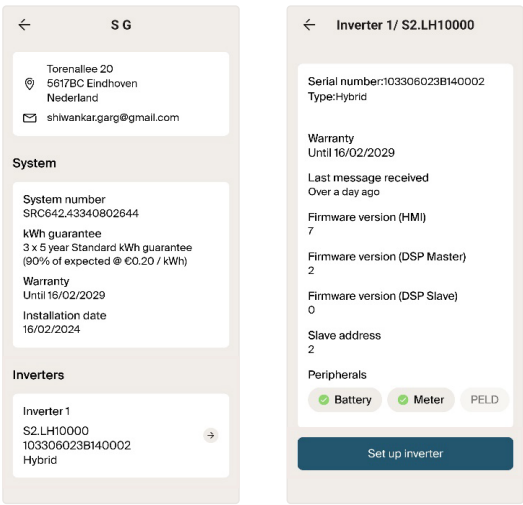 S G
Torenallee 20
5617BC Eindhoven
Nederland
shiwankar.garg@gmail.com
System
System number
SRC642.43340802644
kWh guarantee
3 x 5 year Standard kWh guarantee
(90% of expected @ €0.20 / kWh)
Warranty
Until 16/02/2029
Installation date
16/02/2024
Inverters
Inverter 1
S2.LH10000
103306023B140002
Hybrid
Inverter 1/ S2.LH10000
Serial number:103306023B140002
Type:Hybrid
Warranty
Until 16/02/2029
Last message received
Over a day ago
Firmware version (HMI)
7
Firmware version (DSP Master)
2
Firmware version (DSP Slave)
0
Slave address
2
Peripherals
Battery Meter PELD
Set up inverter